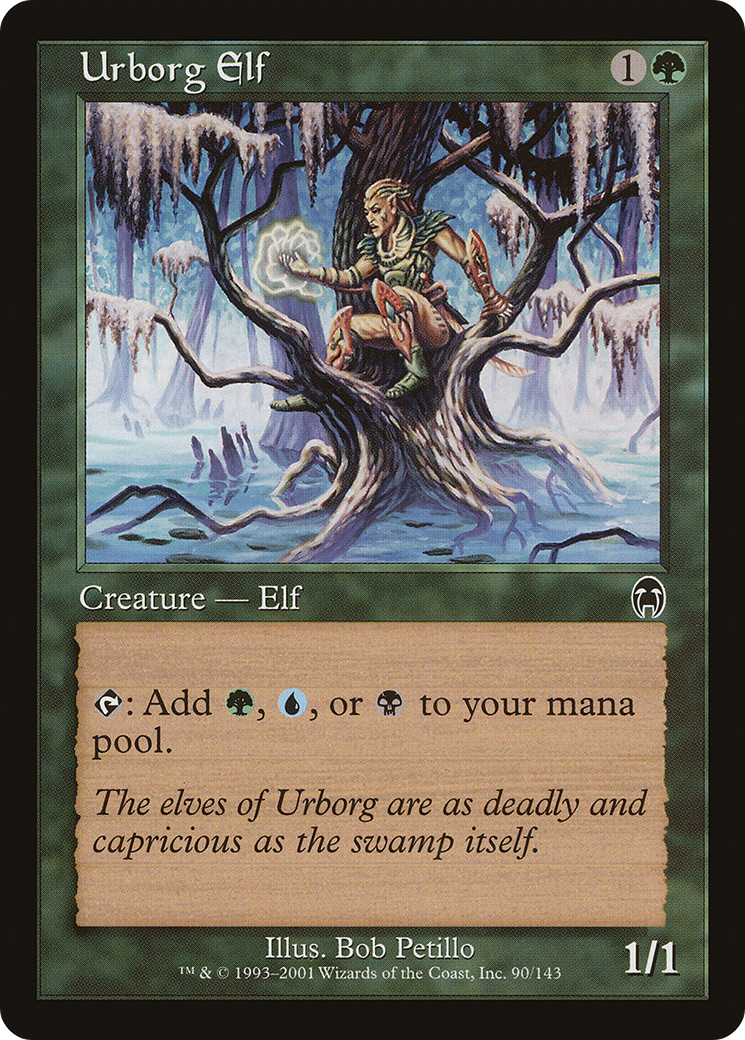 Urborg Elf 1
Creature — Elf
: Add , , or to your mana
pool.
The elves of Urborg are as deadly and
capricious as the swamp itself.
Illus. Bob Petillo
™ & © 1993–2001 Wizards of the Coast, Inc. 90/143
1/1